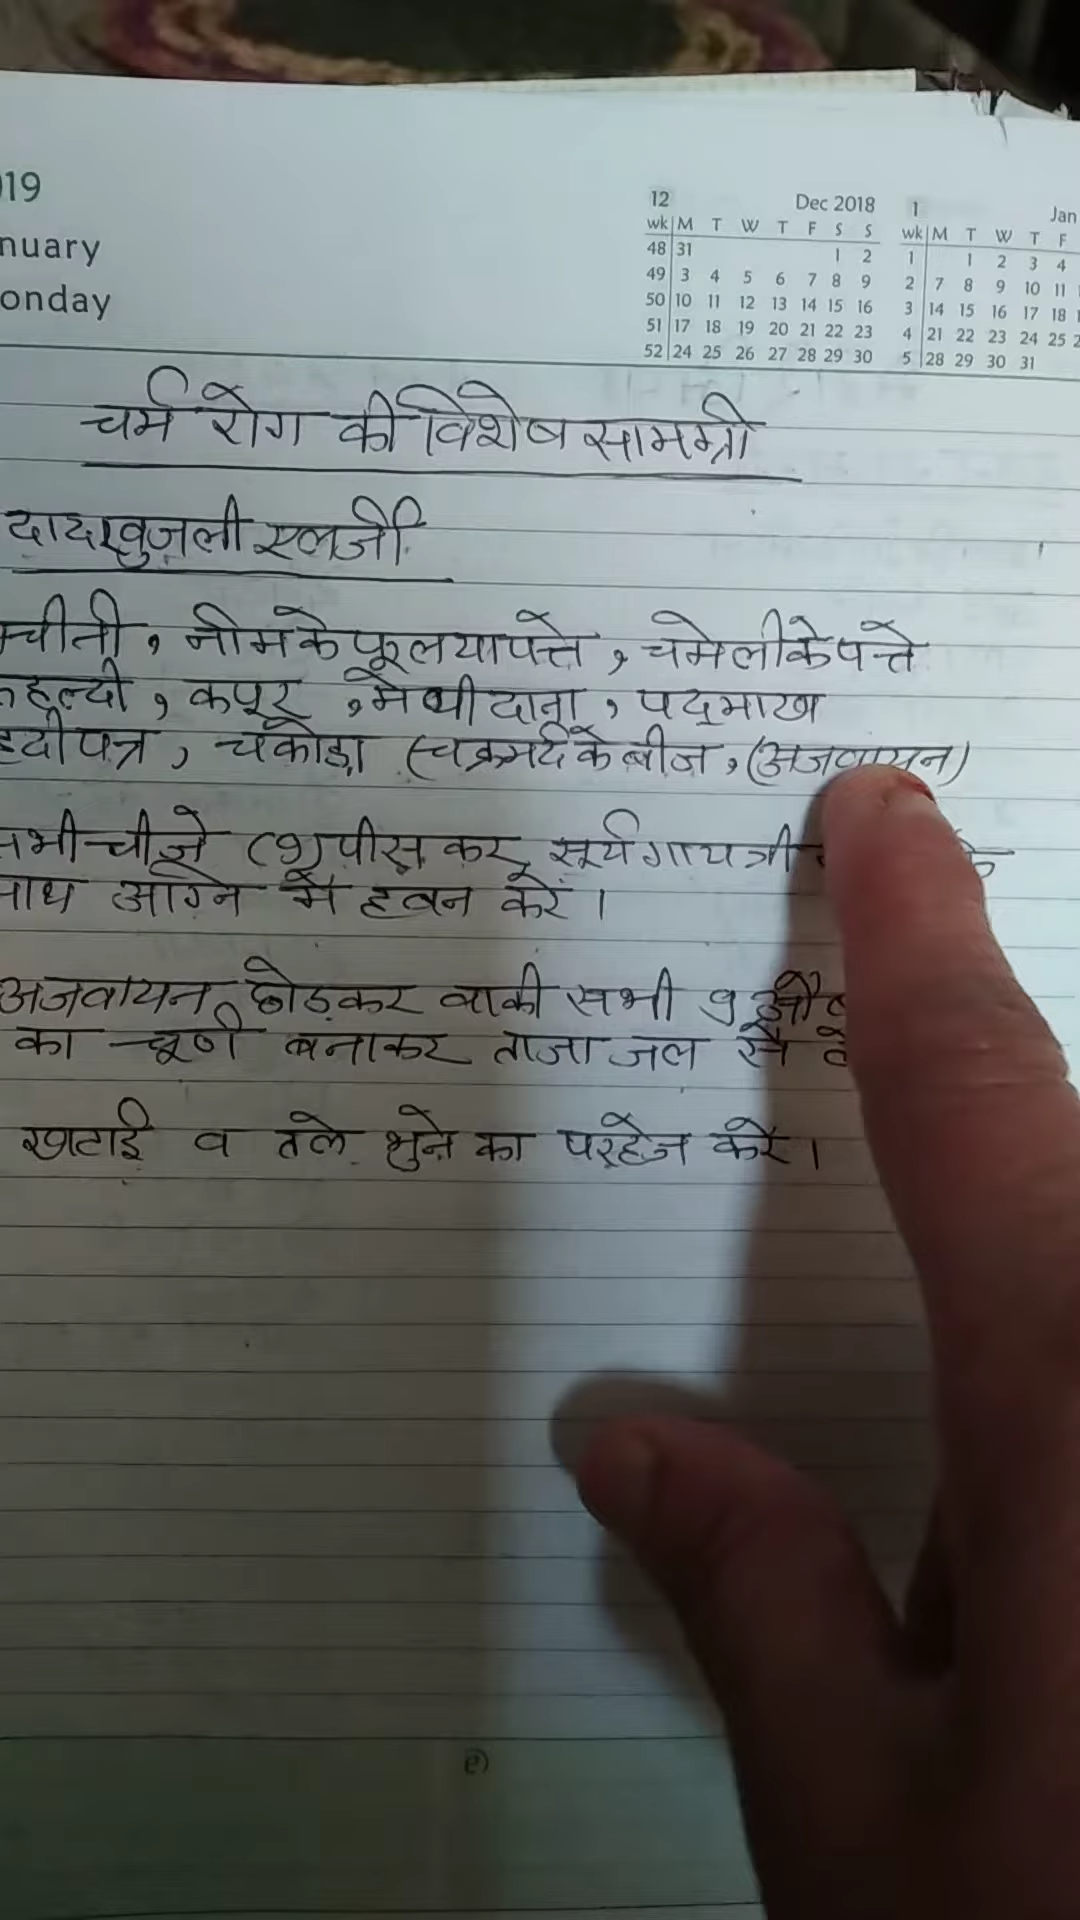 019
nuary
onday
12 Dec 2018
wk M T W T F S S
48 31 1 2
49 3 4 5 6 7 8 9
50 10 11 12 13 14 15 16
51 17 18 19 20 21 22 23
52 24 25 26 27 28 29 30
1 Jan
wk M T W T F
1 1 2 3 4
2 7 8 9 10 11
3 14 15 16 17 18
4 21 22 23 24 25
5 28 29 30 31
चर्म रोग की विशेष सामग्री
दाद खुजली एलर्जी
चीती, नीम के फूल या पत्ते, चमेली के पत्ते
हल्दी, कपूर, मेथी दाना, पद्माख
हदी पत्र, चकोड़ा (चक्रमर्द के बीज, (अजवायन)
सभी चीजे (9) पीसकर सूर्य गायत्री के
साथ अग्नि में हवन करें।
अजवायन छोड़कर बाकी सभी 9
का चूर्ण बनाकर ताजा जल से
खटाई व तले भुने का परहेज करें।